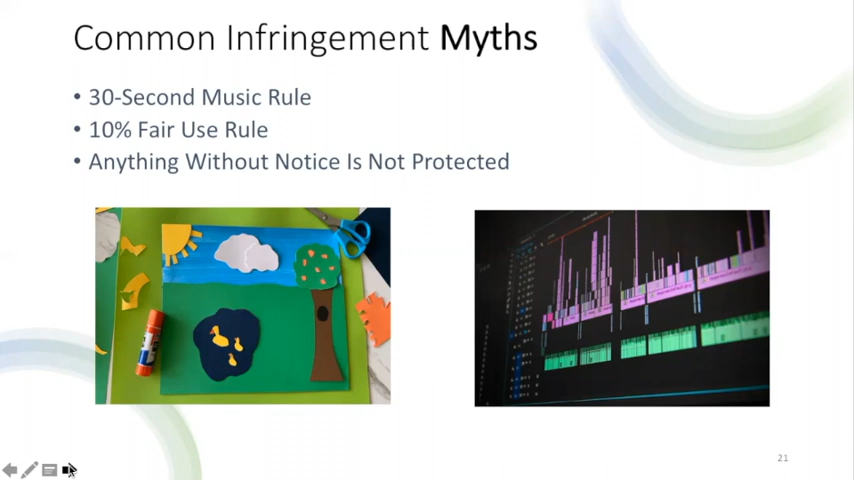 Common Infringement Myths
• 30-Second Music Rule
• 10% Fair Use Rule
• Anything Without Notice Is Not Protected
21